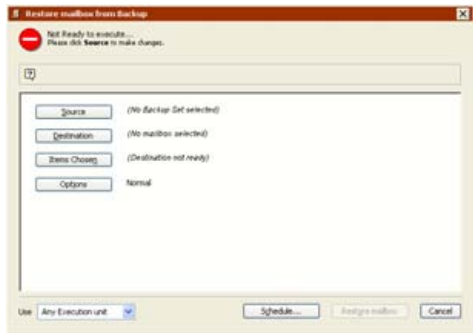 Restore mailbox from Backup
Not Ready to execute...
Please click Source to make changes.
Source (No Backup Set selected)
Destination (No mailbox selected)
Items Chosen (Destination not ready)
Options Normal
Use Any Execution unit Schedule... Restore mailbox Cancel